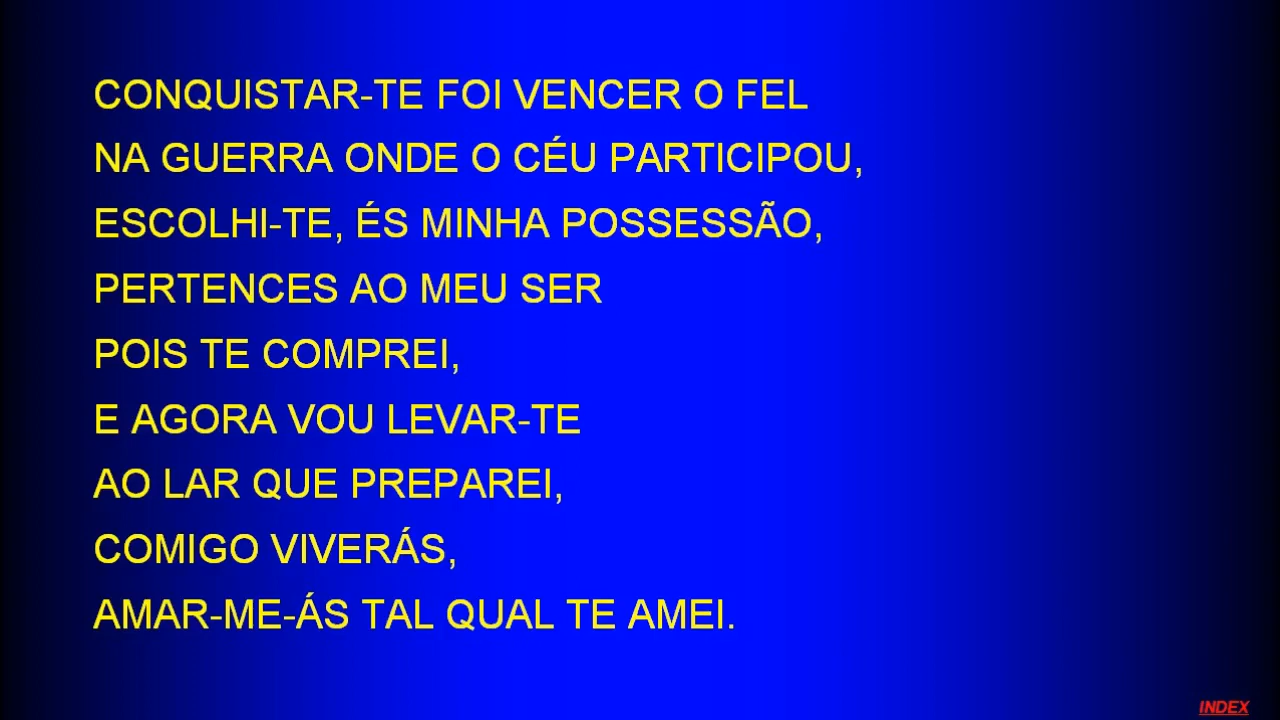 CONQUISTAR-TE FOI VENCER O FEL
NA GUERRA ONDE O CÉU PARTICIPOU,
ESCOLHI-TE, ÉS MINHA POSSESSÃO,
PERTENCES AO MEU SER
POIS TE COMPREI,
E AGORA VOU LEVAR-TE
AO LAR QUE PREPAREI,
COMIGO VIVERÁS,
AMAR-ME-ÁS TAL QUAL TE AMEI.
INDEX